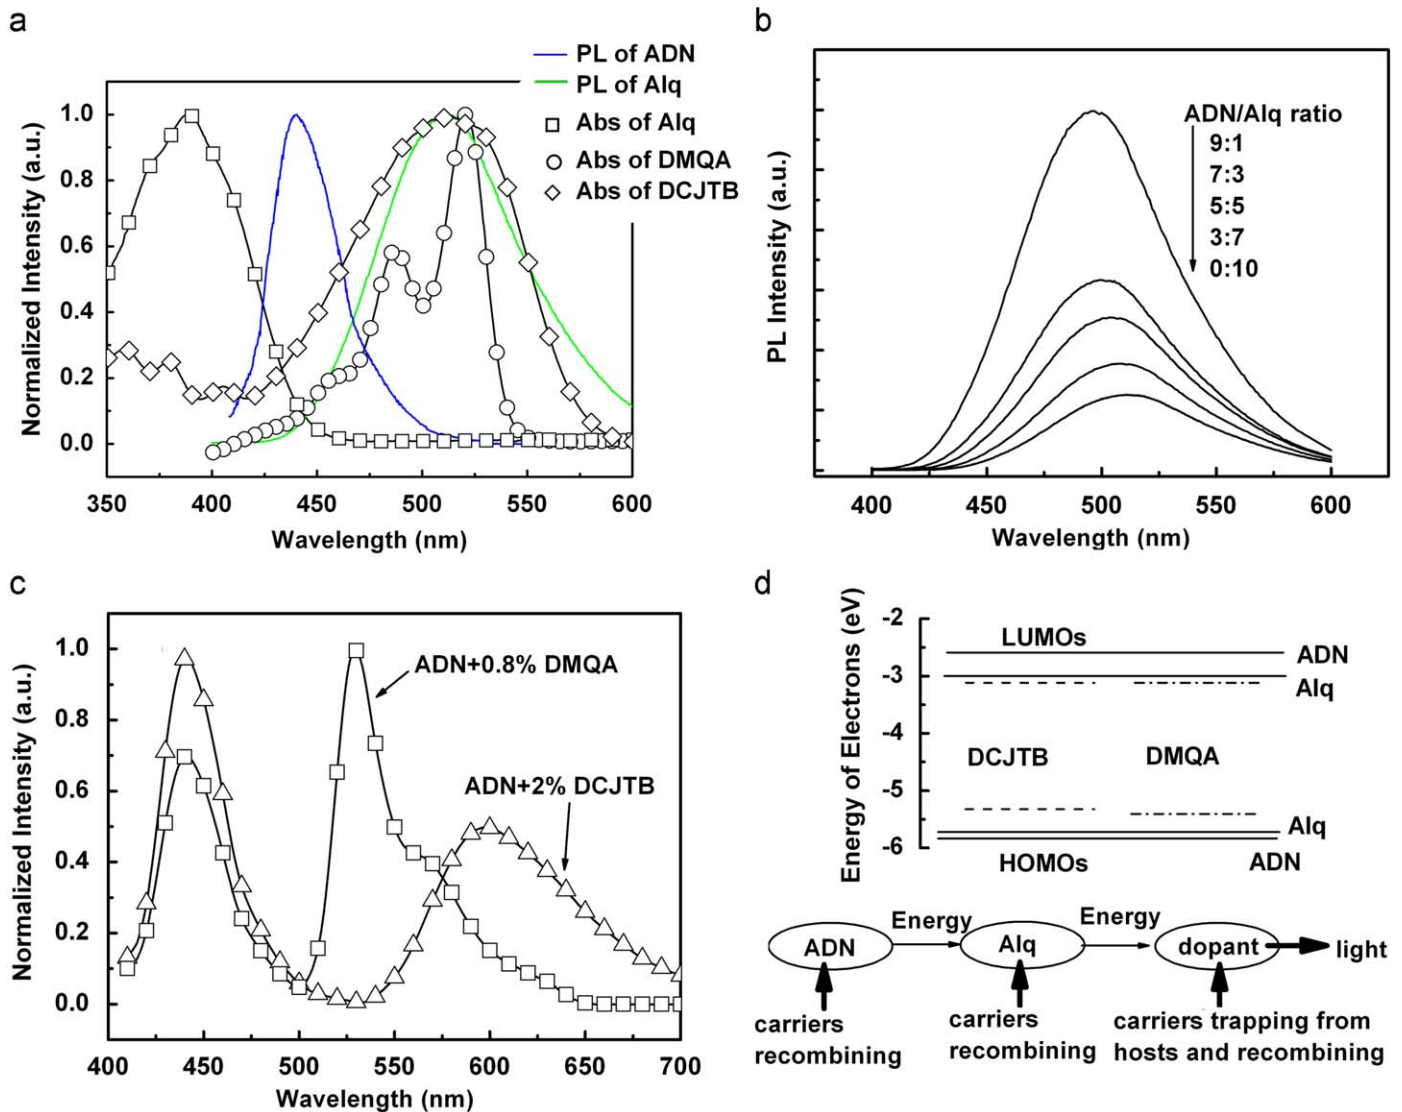 a
PL of ADN
PL of Alq
Abs of Alq
Abs of DMQA
Abs of DCJTB
Normalized Intensity (a.u.)
1.0
0.8
0.6
0.4
0.2
0.0
350 400 450 500 550 600
Wavelength (nm)
b
ADN/Alq ratio
9:1
7:3
5:5
3:7
0:10
PL Intensity (a.u.)
400 450 500 550 600
Wavelength (nm)
c
ADN+0.8% DMQA
ADN+2% DCJTB
Normalized Intensity (a.u.)
1.0
0.8
0.6
0.4
0.2
0.0
400 450 500 550 600 650 700
Wavelength (nm)
d
Energy of Electrons (eV)
-2
-3
-4
-5
-6
LUMOs
ADN
Alq
DCJTB DMQA
Alq
HOMOs ADN
Energy Energy
ADN Alq dopant light
carriers
recombining
carriers
recombining
carriers trapping from
hosts and recombining